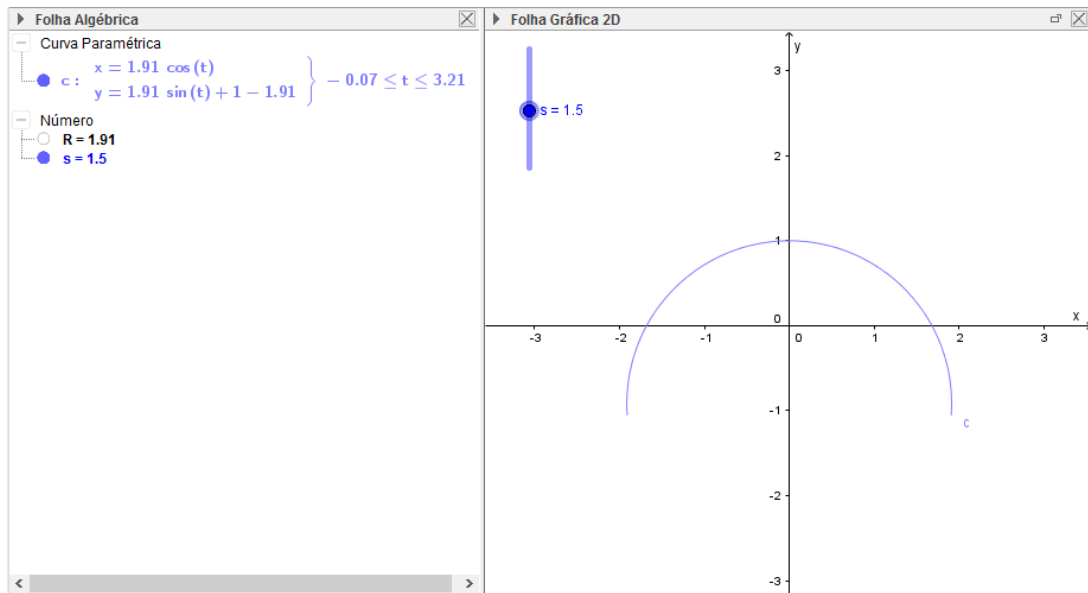 Folha Algébrica
Curva Paramétrica
c : x = 1.91 cos (t)
y = 1.91 sin (t) + 1 − 1.91 } − 0.07 ≤ t ≤ 3.21
Número
R = 1.91
s = 1.5
Folha Gráfica 2D
y
s = 1.5
3
2
1
0
-3 -2 -1 0 1 2 3
x
-1
c
-2
-3